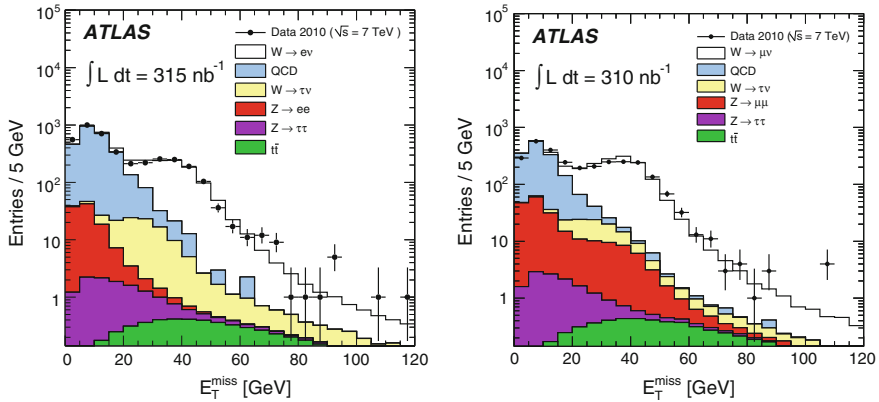 Entries / 5 GeV
10⁵
10⁴
10³
10²
10
1
ATLAS
∫ L dt = 315 nb⁻¹
Data 2010 (√s = 7 TeV)
W → eν
QCD
W → τν
Z → ee
Z → ττ
tt̄
0 20 40 60 80 100 120
E_T^miss [GeV]
Entries / 5 GeV
10⁵
10⁴
10³
10²
10
1
ATLAS
∫ L dt = 310 nb⁻¹
Data 2010 (√s = 7 TeV)
W → μν
QCD
W → τν
Z → μμ
Z → ττ
tt̄
0 20 40 60 80 100 120
E_T^miss [GeV]